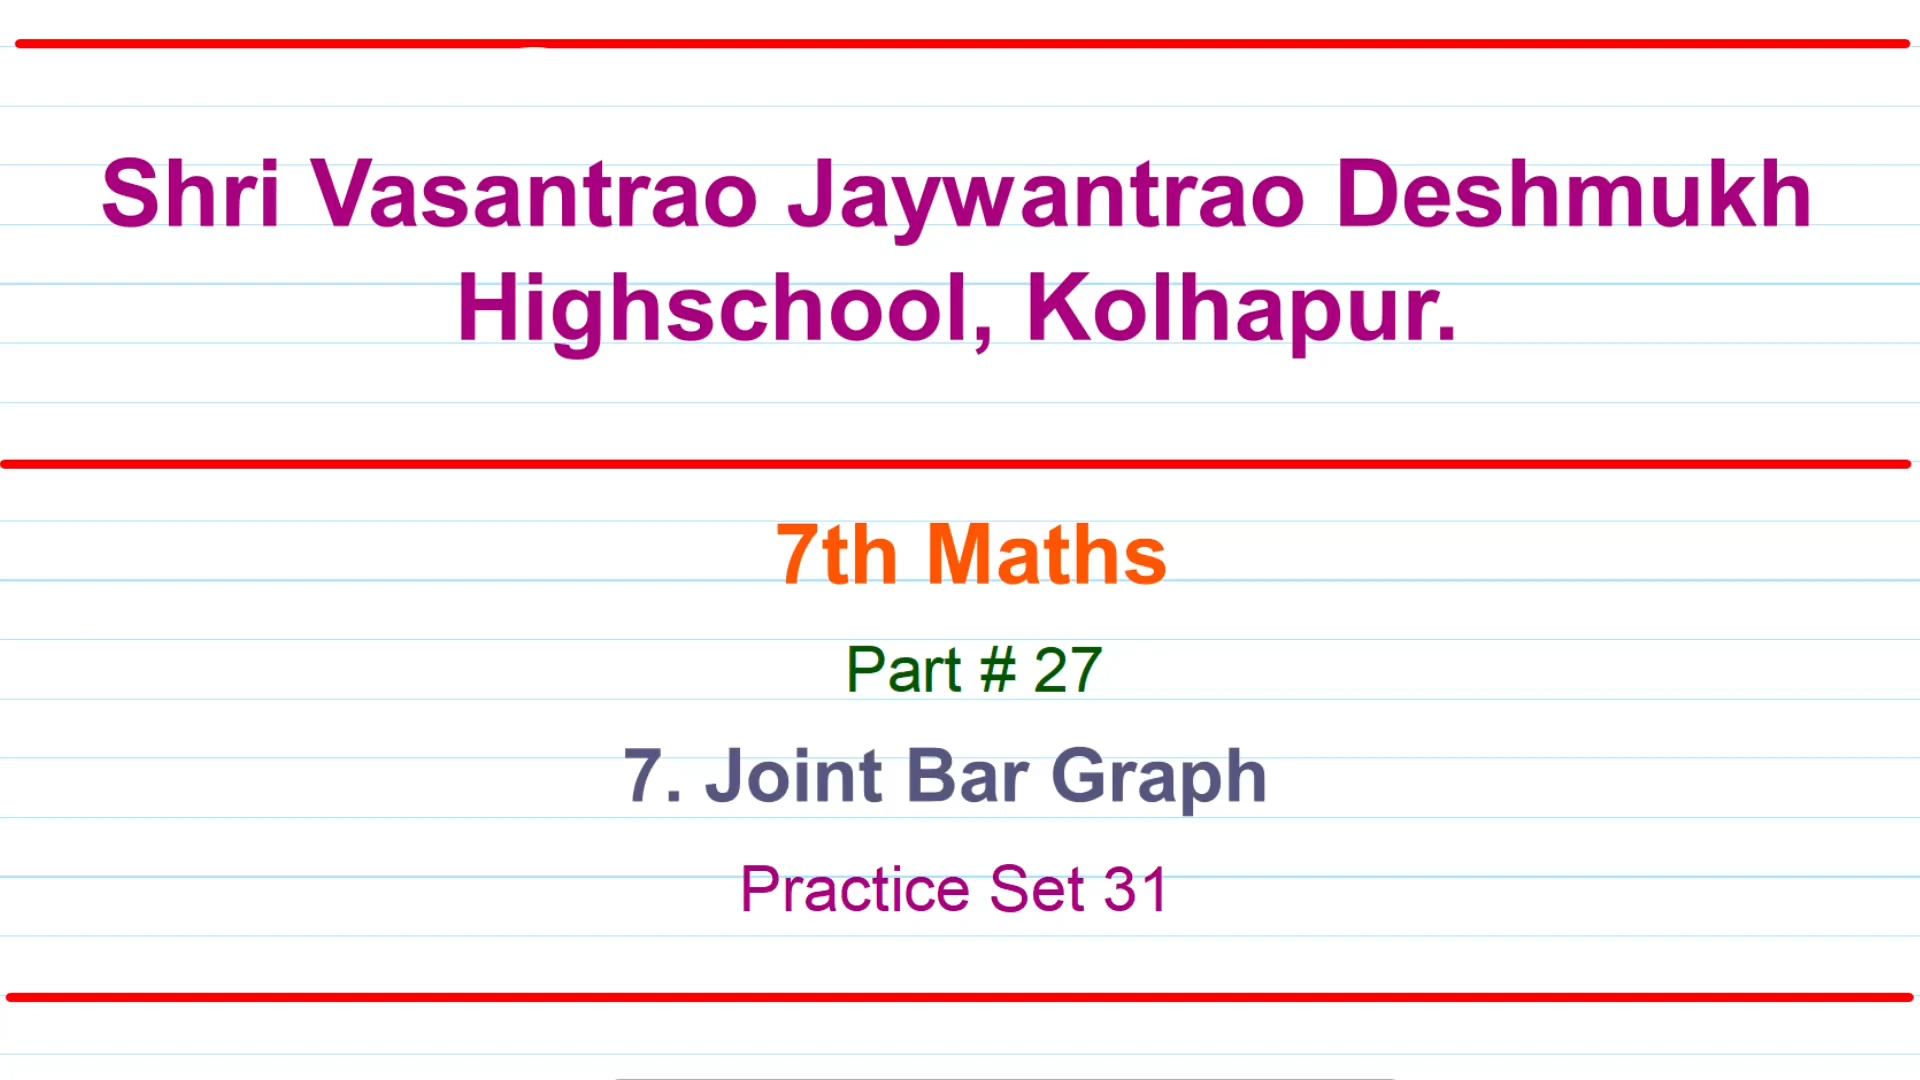 Shri Vasantrao Jaywantrao Deshmukh
Highschool, Kolhapur.
7th Maths
Part # 27
7. Joint Bar Graph
Practice Set 31